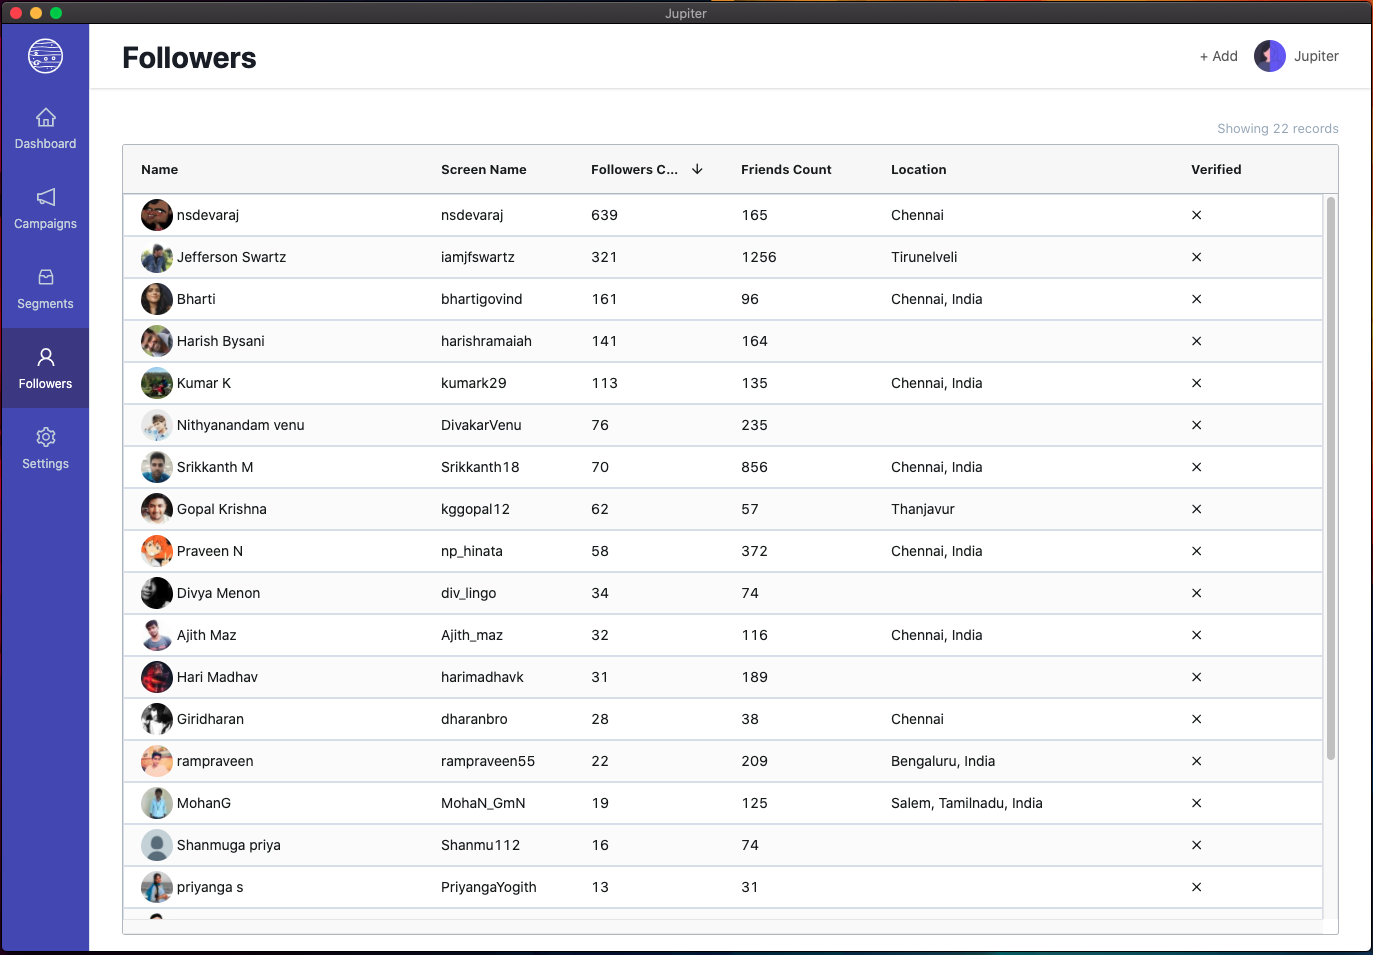 Jupiter
Followers
+ Add Jupiter
Dashboard
Campaigns
Segments
Followers
Settings
Showing 22 records
Name Screen Name Followers C... Friends Count Location Verified
nsdevaraj nsdevaraj 639 165 Chennai
Jefferson Swartz iamjfswartz 321 1256 Tirunelveli
Bharti bhartigovind 161 96 Chennai, India
Harish Bysani harishramaiah 141 164
Kumar K kumark29 113 135 Chennai, India
Nithyanandam venu DivakarVenu 76 235
Srikkanth M Srikkanth18 70 856 Chennai, India
Gopal Krishna kggopal12 62 57 Thanjavur
Praveen N np_hinata 58 372 Chennai, India
Divya Menon div_lingo 34 74
Ajith Maz Ajith_maz 32 116 Chennai, India
Hari Madhav harimadhavk 31 189
Giridharan dharanbro 28 38 Chennai
rampraveen rampraveen55 22 209 Bengaluru, India
MohanG MohaN_GmN 19 125 Salem, Tamilnadu, India
Shanmuga priya Shanmu112 16 74
priyanga s PriyangaYogith 13 31